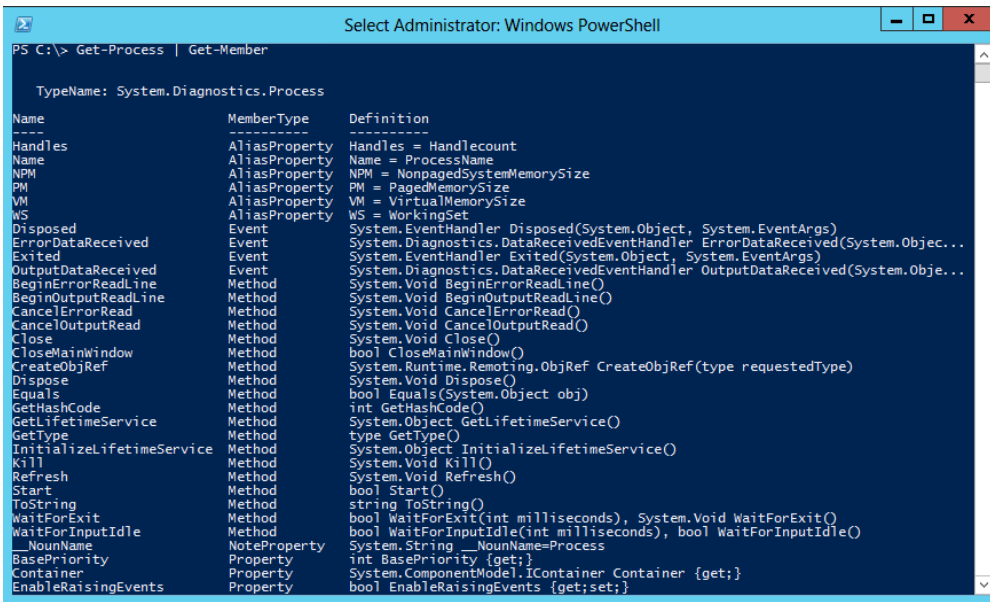 Select Administrator: Windows PowerShell
PS C:\> Get-Process | Get-Member
TypeName: System.Diagnostics.Process
Name MemberType Definition
---- ---------- ----------
Handles AliasProperty Handles = Handlecount
Name AliasProperty Name = ProcessName
NPM AliasProperty NPM = NonpagedSystemMemorySize
PM AliasProperty PM = PagedMemorySize
VM AliasProperty VM = VirtualMemorySize
WS AliasProperty WS = WorkingSet
Disposed Event System.EventHandler Disposed(System.Object, System.EventArgs)
ErrorDataReceived Event System.Diagnostics.DataReceivedEventHandler ErrorDataReceived(System.Objec...
Exited Event System.EventHandler Exited(System.Object, System.EventArgs)
OutputDataReceived Event System.Diagnostics.DataReceivedEventHandler OutputDataReceived(System.Obje...
BeginErrorReadLine Method System.Void BeginErrorReadLine()
BeginOutputReadLine Method System.Void BeginOutputReadLine()
CancelErrorRead Method System.Void CancelErrorRead()
CancelOutputRead Method System.Void CancelOutputRead()
Close Method System.Void Close()
CloseMainWindow Method bool CloseMainWindow()
CreateObjRef Method System.Runtime.Remoting.ObjRef CreateObjRef(type requestedType)
Dispose Method System.Void Dispose()
Equals Method bool Equals(System.Object obj)
GetHashCode Method int GetHashCode()
GetLifetimeService Method System.Object GetLifetimeService()
GetType Method type GetType()
InitializeLifetimeService Method System.Object InitializeLifetimeService()
Kill Method System.Void Kill()
Refresh Method System.Void Refresh()
Start Method bool Start()
ToString Method string ToString()
WaitForExit Method bool WaitForExit(int milliseconds), System.Void WaitForExit()
WaitForInputIdle Method bool WaitForInputIdle(int milliseconds), bool WaitForInputIdle()
__NounName NoteProperty System.String __NounName=Process
BasePriority Property int BasePriority {get;}
Container Property System.ComponentModel.IContainer Container {get;}
EnableRaisingEvents Property bool EnableRaisingEvents {get;set;}